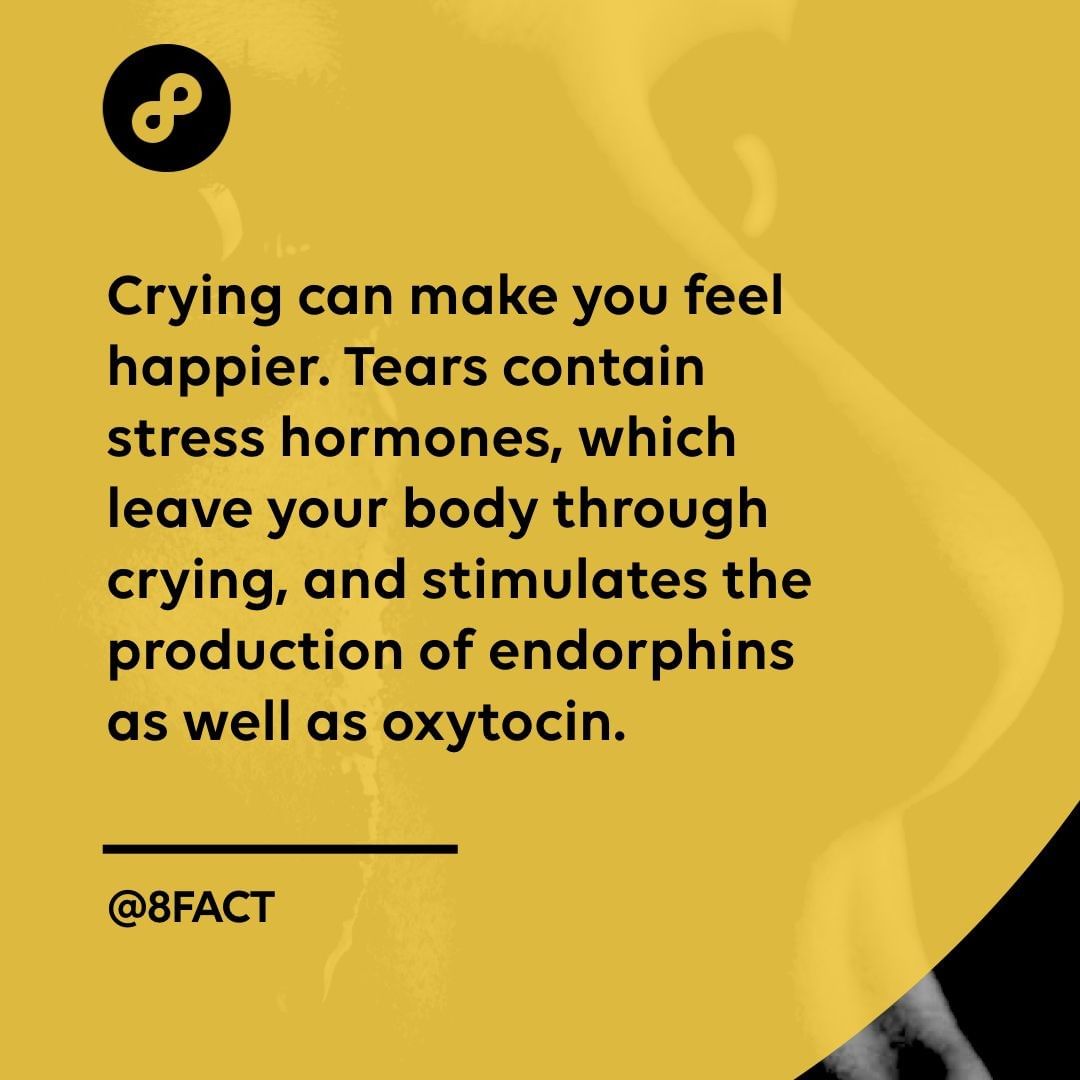 Crying can make you feel
happier. Tears contain
stress hormones, which
leave your body through
crying, and stimulates the
production of endorphins
as well as oxytocin.
@8FACT